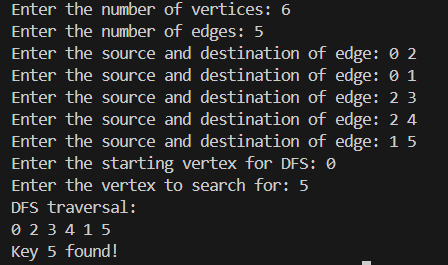 Enter the number of vertices: 6
Enter the number of edges: 5
Enter the source and destination of edge: 0 2
Enter the source and destination of edge: 0 1
Enter the source and destination of edge: 2 3
Enter the source and destination of edge: 2 4
Enter the source and destination of edge: 1 5
Enter the starting vertex for DFS: 0
Enter the vertex to search for: 5
DFS traversal:
0 2 3 4 1 5
Key 5 found!